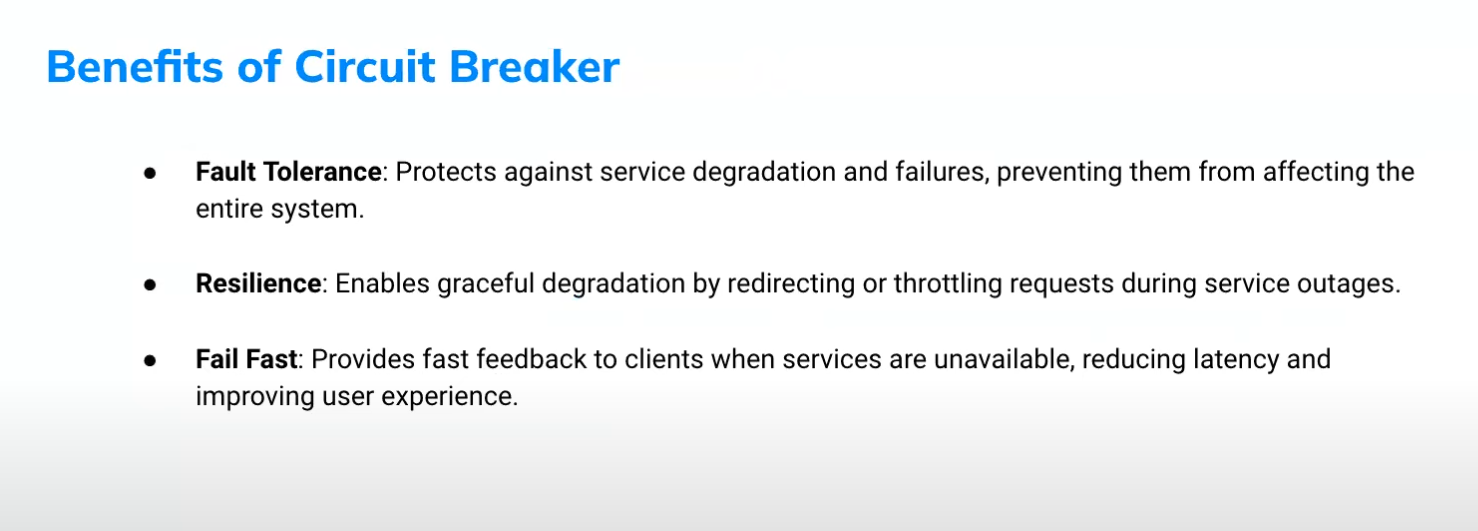 Benefits of Circuit Breaker
● Fault Tolerance: Protects against service degradation and failures, preventing them from affecting the
entire system.
● Resilience: Enables graceful degradation by redirecting or throttling requests during service outages.
● Fail Fast: Provides fast feedback to clients when services are unavailable, reducing latency and
improving user experience.